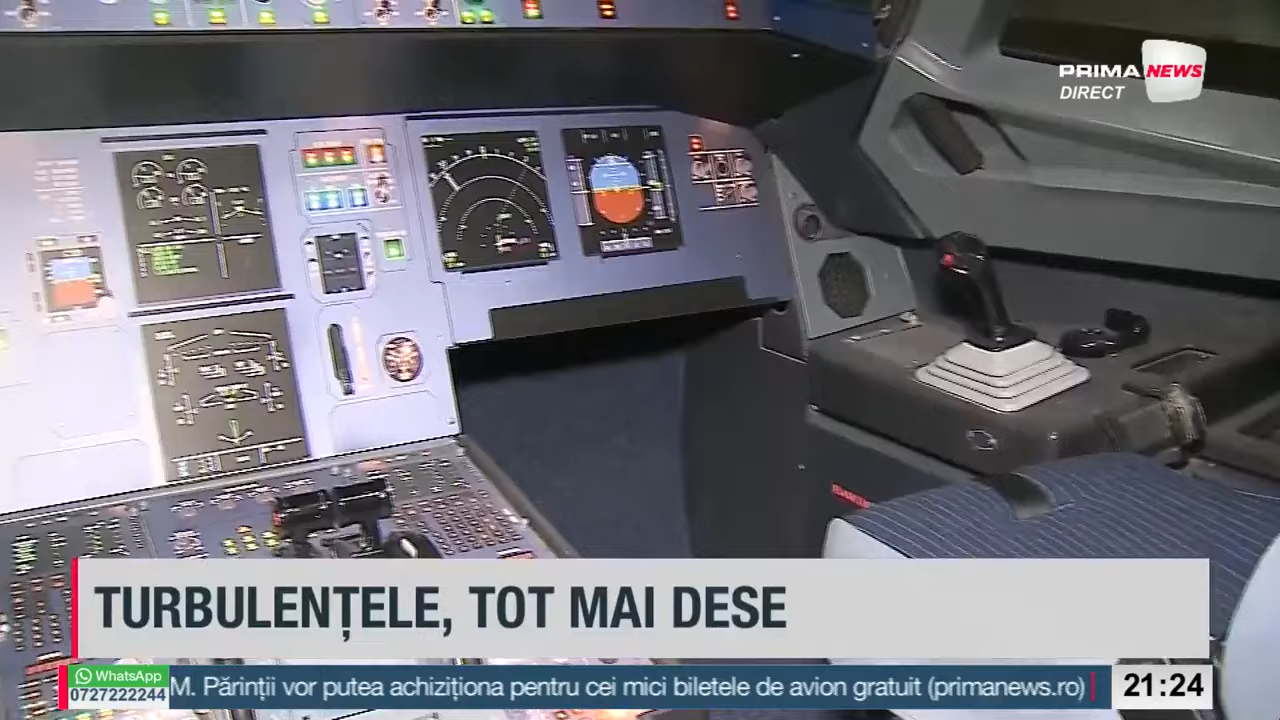 PRIMA NEWS
DIRECT
TURBULENȚELE, TOT MAI DESE
WhatsApp
0727222244
M. Părinții vor putea achiziționa pentru cei mici biletele de avion gratuit (primanews.ro)
21:24